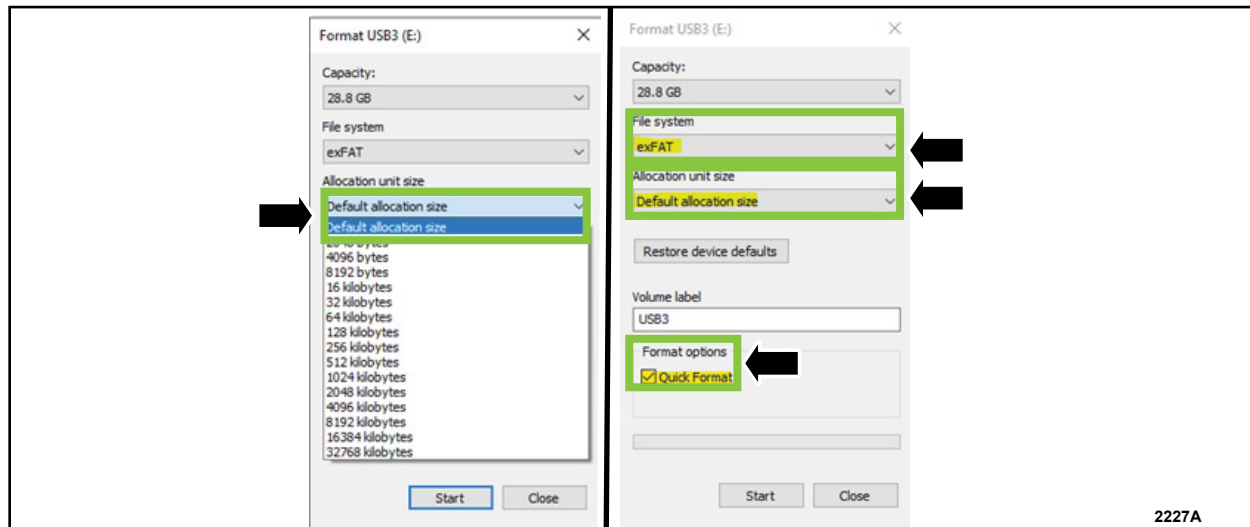 Format USB3 (E:)
Capacity:
28.8 GB
File system
exFAT
Allocation unit size
Default allocation size
Default allocation size
2048 bytes
4096 bytes
8192 bytes
16 kilobytes
32 kilobytes
64 kilobytes
128 kilobytes
256 kilobytes
512 kilobytes
1024 kilobytes
2048 kilobytes
4096 kilobytes
8192 kilobytes
16384 kilobytes
32768 kilobytes
Start Close
Format USB3 (E:)
Capacity:
28.8 GB
File system
exFAT
Allocation unit size
Default allocation size
Restore device defaults
Volume label
USB3
Format options
Quick Format
Start Close
2227A